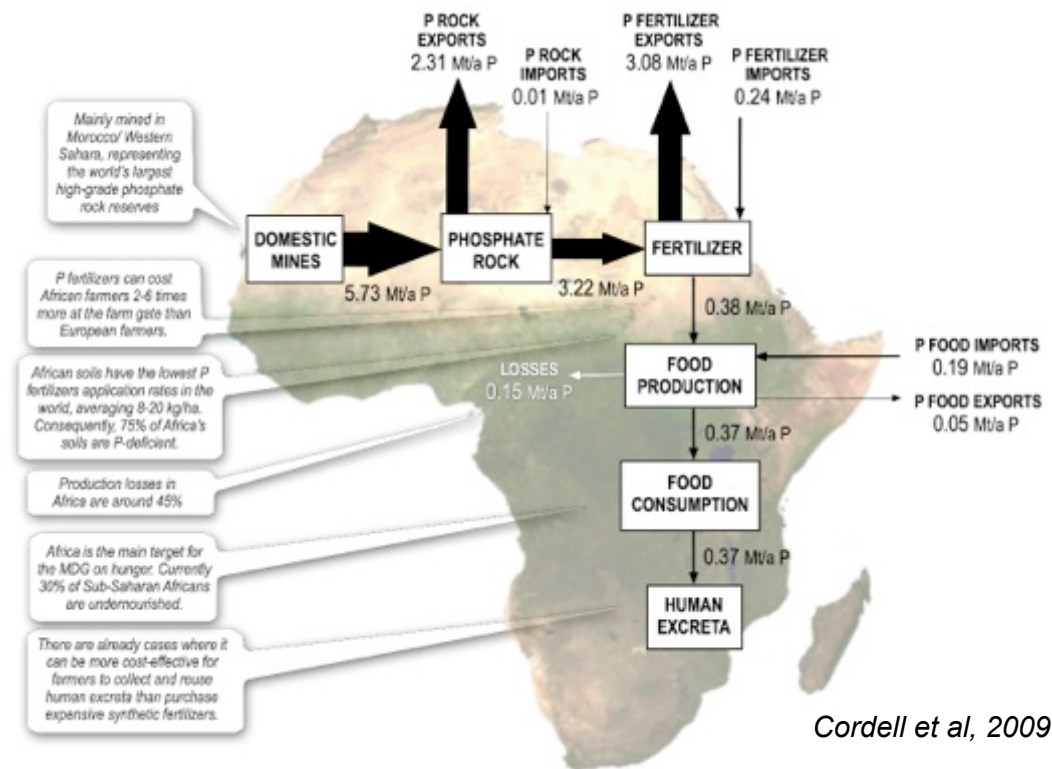 P ROCK
EXPORTS
2.31 Mt/a P
P ROCK
IMPORTS
0.01 Mt/a P
P FERTILIZER
EXPORTS
3.08 Mt/a P
P FERTILIZER
IMPORTS
0.24 Mt/a P
Mainly mined in
Morocco/ Western
Sahara, representing
the world's largest
high-grade phosphate
rock reserves
DOMESTIC
MINES
5.73 Mt/a P
PHOSPHATE
ROCK
3.22 Mt/a P
FERTILIZER
0.38 Mt/a P
P fertilizers can cost
African farmers 2-6 times
more at the farm gate than
European farmers.
African soils have the lowest P
fertilizers application rates in the
world, averaging 8-20 kg/ha.
Consequently, 75% of Africa's
soils are P-deficient.
LOSSES
0.15 Mt/a P
FOOD
PRODUCTION
P FOOD IMPORTS
0.19 Mt/a P
P FOOD EXPORTS
0.05 Mt/a P
0.37 Mt/a P
Production losses in
Africa are around 45%
FOOD
CONSUMPTION
0.37 Mt/a P
Africa is the main target for
the MDG on hunger. Currently
30% of Sub-Saharan Africans
are undernourished.
HUMAN
EXCRETA
There are already cases where it
can be more cost-effective for
farmers to collect and reuse
human excreta than purchase
expensive synthetic fertilizers.
Cordell et al, 2009